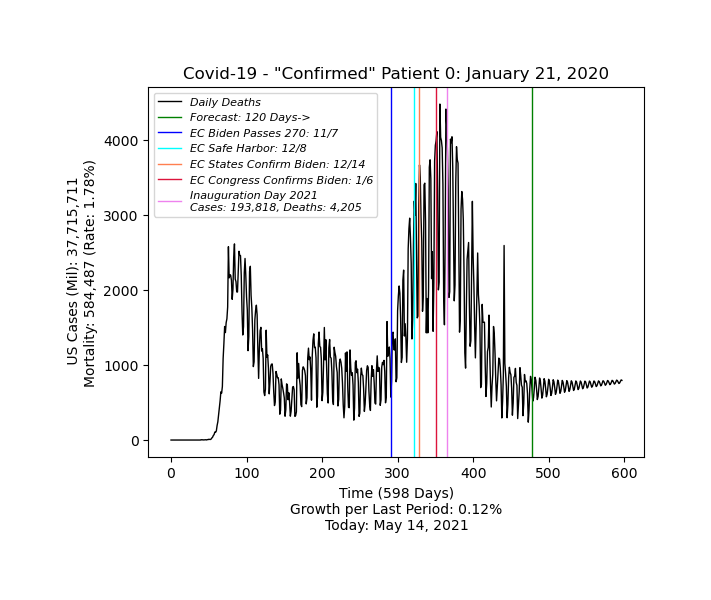 Covid-19 - "Confirmed" Patient 0: January 21, 2020
Daily Deaths
Forecast: 120 Days->
EC Biden Passes 270: 11/7
EC Safe Harbor: 12/8
EC States Confirm Biden: 12/14
EC Congress Confirms Biden: 1/6
Inauguration Day 2021
Cases: 193,818, Deaths: 4,205
US Cases (Mil): 37,715,711
Mortality: 584,487 (Rate: 1.78%)
4000
3000
2000
1000
0
0 100 200 300 400 500 600
Time (598 Days)
Growth per Last Period: 0.12%
Today: May 14, 2021